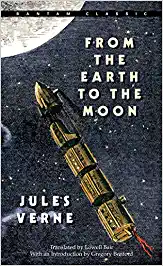 BANTAM CLASSIC
FROM
THE
EARTH
TO THE
MOON
JULES
VERNE
Translated by Lowell Bair
With an Introduction by Gregory Benford